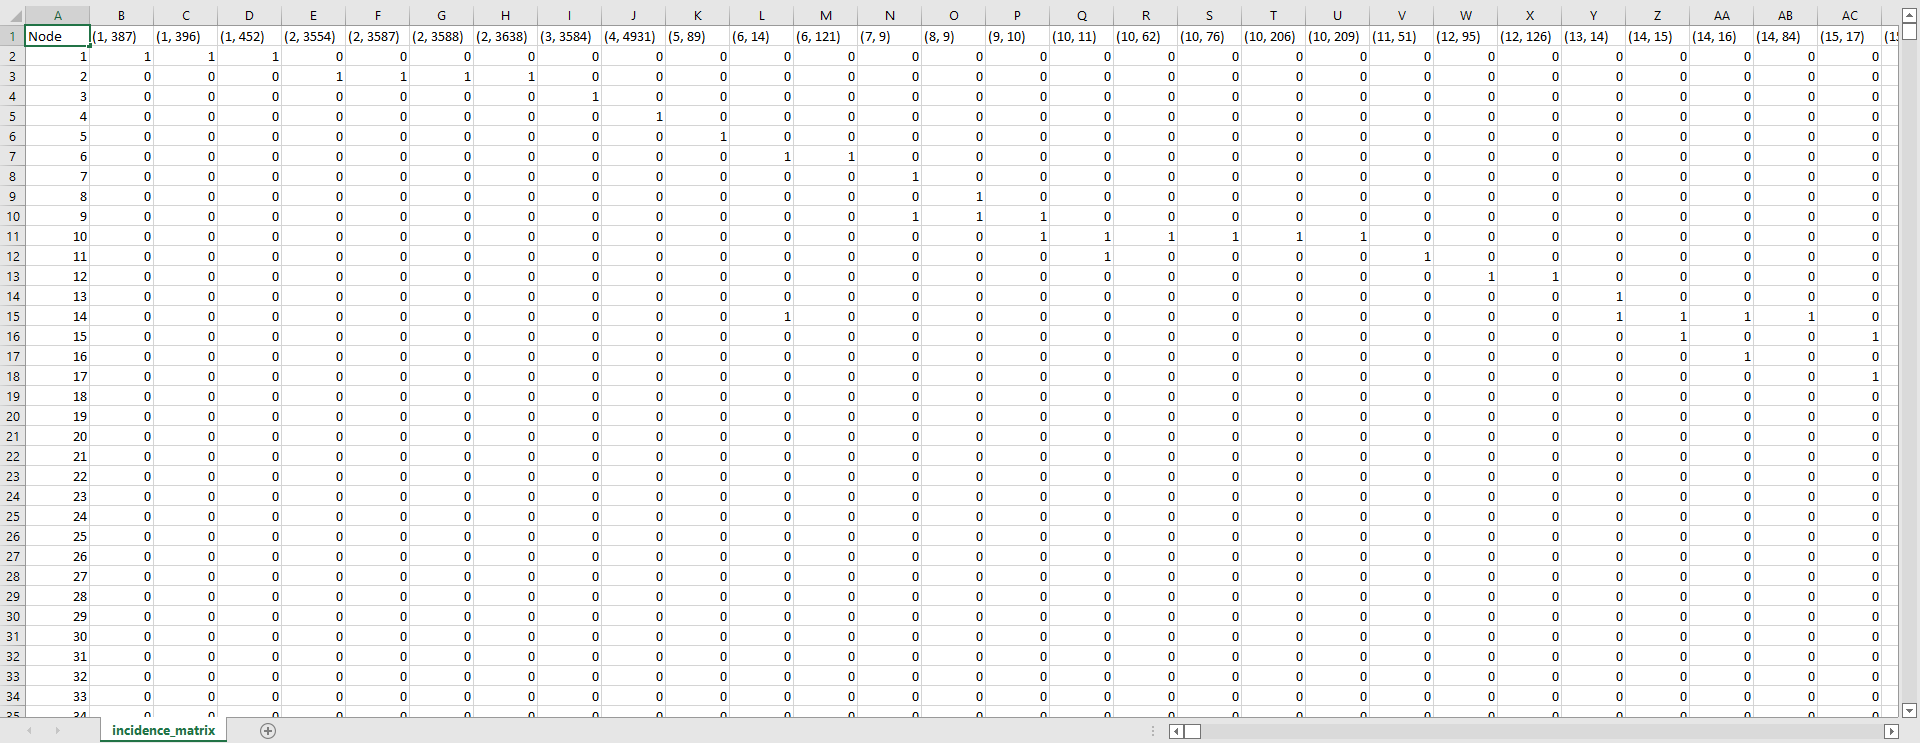 A B C D E F G H I J K L M N O P Q R S T U V W X Y Z AA AB AC
1 Node (1, 387) (1, 396) (1, 452) (2, 3554) (2, 3587) (2, 3588) (2, 3638) (3, 3584) (4, 4931) (5, 89) (6, 14) (6, 121) (7, 9) (8, 9) (9, 10) (10, 11) (10, 62) (10, 76) (10, 206) (10, 209) (11, 51) (12, 95) (12, 126) (13, 14) (14, 15) (14, 16) (14, 84) (15, 17)
2 1 1 1 1 0 0 0 0 0 0 0 0 0 0 0 0 0 0 0 0 0 0 0 0 0 0 0 0 0
3 2 0 0 0 1 1 1 1 0 0 0 0 0 0 0 0 0 0 0 0 0 0 0 0 0 0 0 0 0
4 3 0 0 0 0 0 0 0 1 0 0 0 0 0 0 0 0 0 0 0 0 0 0 0 0 0 0 0 0
5 4 0 0 0 0 0 0 0 0 1 0 0 0 0 0 0 0 0 0 0 0 0 0 0 0 0 0 0 0
6 5 0 0 0 0 0 0 0 0 0 1 0 0 0 0 0 0 0 0 0 0 0 0 0 0 0 0 0 0
7 6 0 0 0 0 0 0 0 0 0 0 1 1 0 0 0 0 0 0 0 0 0 0 0 0 0 0 0 0
8 7 0 0 0 0 0 0 0 0 0 0 0 0 1 0 0 0 0 0 0 0 0 0 0 0 0 0 0 0
9 8 0 0 0 0 0 0 0 0 0 0 0 0 0 1 0 0 0 0 0 0 0 0 0 0 0 0 0 0
10 9 0 0 0 0 0 0 0 0 0 0 0 0 1 1 1 0 0 0 0 0 0 0 0 0 0 0 0 0
11 10 0 0 0 0 0 0 0 0 0 0 0 0 0 0 1 1 1 1 1 1 0 0 0 0 0 0 0 0
12 11 0 0 0 0 0 0 0 0 0 0 0 0 0 0 0 1 0 0 0 0 1 0 0 0 0 0 0 0
13 12 0 0 0 0 0 0 0 0 0 0 0 0 0 0 0 0 0 0 0 0 0 1 1 0 0 0 0 0
14 13 0 0 0 0 0 0 0 0 0 0 0 0 0 0 0 0 0 0 0 0 0 0 0 1 0 0 0 0
15 14 0 0 0 0 0 0 0 0 0 0 1 0 0 0 0 0 0 0 0 0 0 0 0 1 1 1 1 0
16 15 0 0 0 0 0 0 0 0 0 0 0 0 0 0 0 0 0 0 0 0 0 0 0 0 1 0 0 1
17 16 0 0 0 0 0 0 0 0 0 0 0 0 0 0 0 0 0 0 0 0 0 0 0 0 0 1 0 0
18 17 0 0 0 0 0 0 0 0 0 0 0 0 0 0 0 0 0 0 0 0 0 0 0 0 0 0 0 1
19 18 0 0 0 0 0 0 0 0 0 0 0 0 0 0 0 0 0 0 0 0 0 0 0 0 0 0 0 0
20 19 0 0 0 0 0 0 0 0 0 0 0 0 0 0 0 0 0 0 0 0 0 0 0 0 0 0 0 0
21 20 0 0 0 0 0 0 0 0 0 0 0 0 0 0 0 0 0 0 0 0 0 0 0 0 0 0 0 0
22 21 0 0 0 0 0 0 0 0 0 0 0 0 0 0 0 0 0 0 0 0 0 0 0 0 0 0 0 0
23 22 0 0 0 0 0 0 0 0 0 0 0 0 0 0 0 0 0 0 0 0 0 0 0 0 0 0 0 0
24 23 0 0 0 0 0 0 0 0 0 0 0 0 0 0 0 0 0 0 0 0 0 0 0 0 0 0 0 0
25 24 0 0 0 0 0 0 0 0 0 0 0 0 0 0 0 0 0 0 0 0 0 0 0 0 0 0 0 0
26 25 0 0 0 0 0 0 0 0 0 0 0 0 0 0 0 0 0 0 0 0 0 0 0 0 0 0 0 0
27 26 0 0 0 0 0 0 0 0 0 0 0 0 0 0 0 0 0 0 0 0 0 0 0 0 0 0 0 0
28 27 0 0 0 0 0 0 0 0 0 0 0 0 0 0 0 0 0 0 0 0 0 0 0 0 0 0 0 0
29 28 0 0 0 0 0 0 0 0 0 0 0 0 0 0 0 0 0 0 0 0 0 0 0 0 0 0 0 0
30 29 0 0 0 0 0 0 0 0 0 0 0 0 0 0 0 0 0 0 0 0 0 0 0 0 0 0 0 0
31 30 0 0 0 0 0 0 0 0 0 0 0 0 0 0 0 0 0 0 0 0 0 0 0 0 0 0 0 0
32 31 0 0 0 0 0 0 0 0 0 0 0 0 0 0 0 0 0 0 0 0 0 0 0 0 0 0 0 0
33 32 0 0 0 0 0 0 0 0 0 0 0 0 0 0 0 0 0 0 0 0 0 0 0 0 0 0 0 0
34 33 0 0 0 0 0 0 0 0 0 0 0 0 0 0 0 0 0 0 0 0 0 0 0 0 0 0 0 0
incidence_matrix